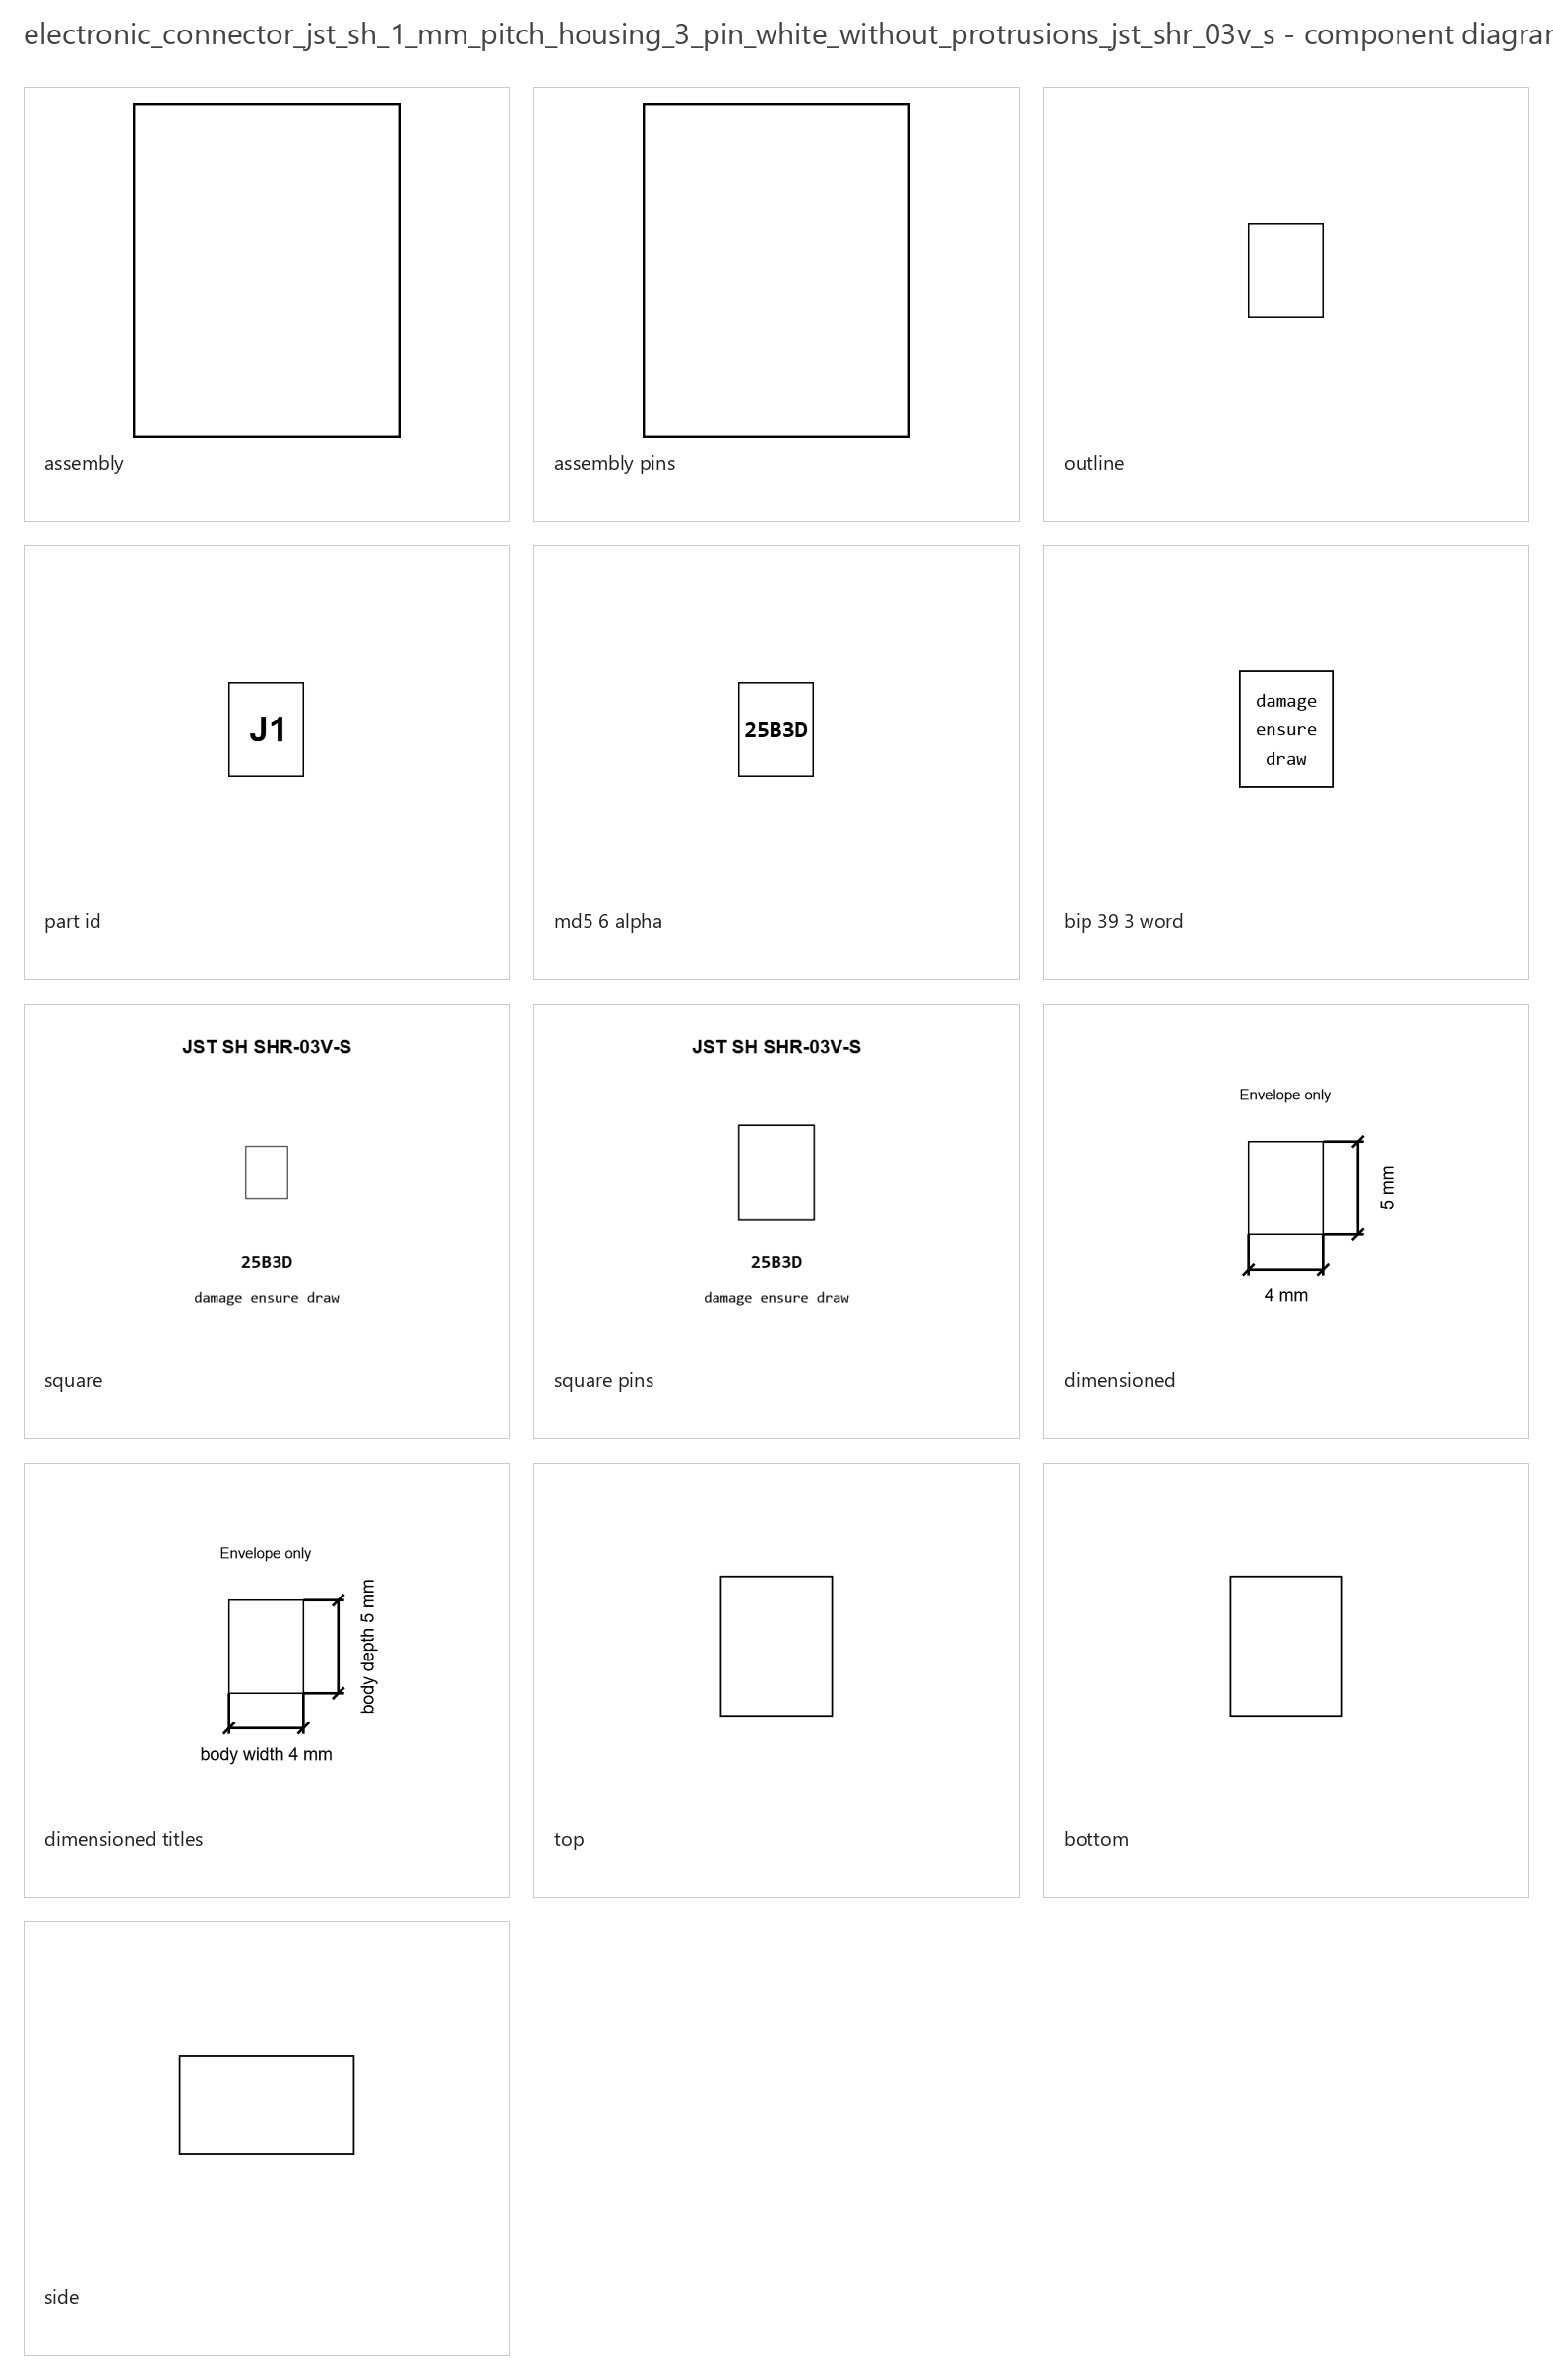 electronic_connector_jst_sh_1_mm_pitch_housing_3_pin_white_without_protrusions_jst_shr_03v_s - component diagram
assembly
assembly pins
outline
J1
part id
25B3D
md5 6 alpha
damage
ensure
draw
bip 39 3 word
JST SH SHR-03V-S
25B3D
damage ensure draw
square
JST SH SHR-03V-S
25B3D
damage ensure draw
square pins
Envelope only
5 mm
4 mm
dimensioned
Envelope only
body depth 5 mm
body width 4 mm
dimensioned titles
top
bottom
side